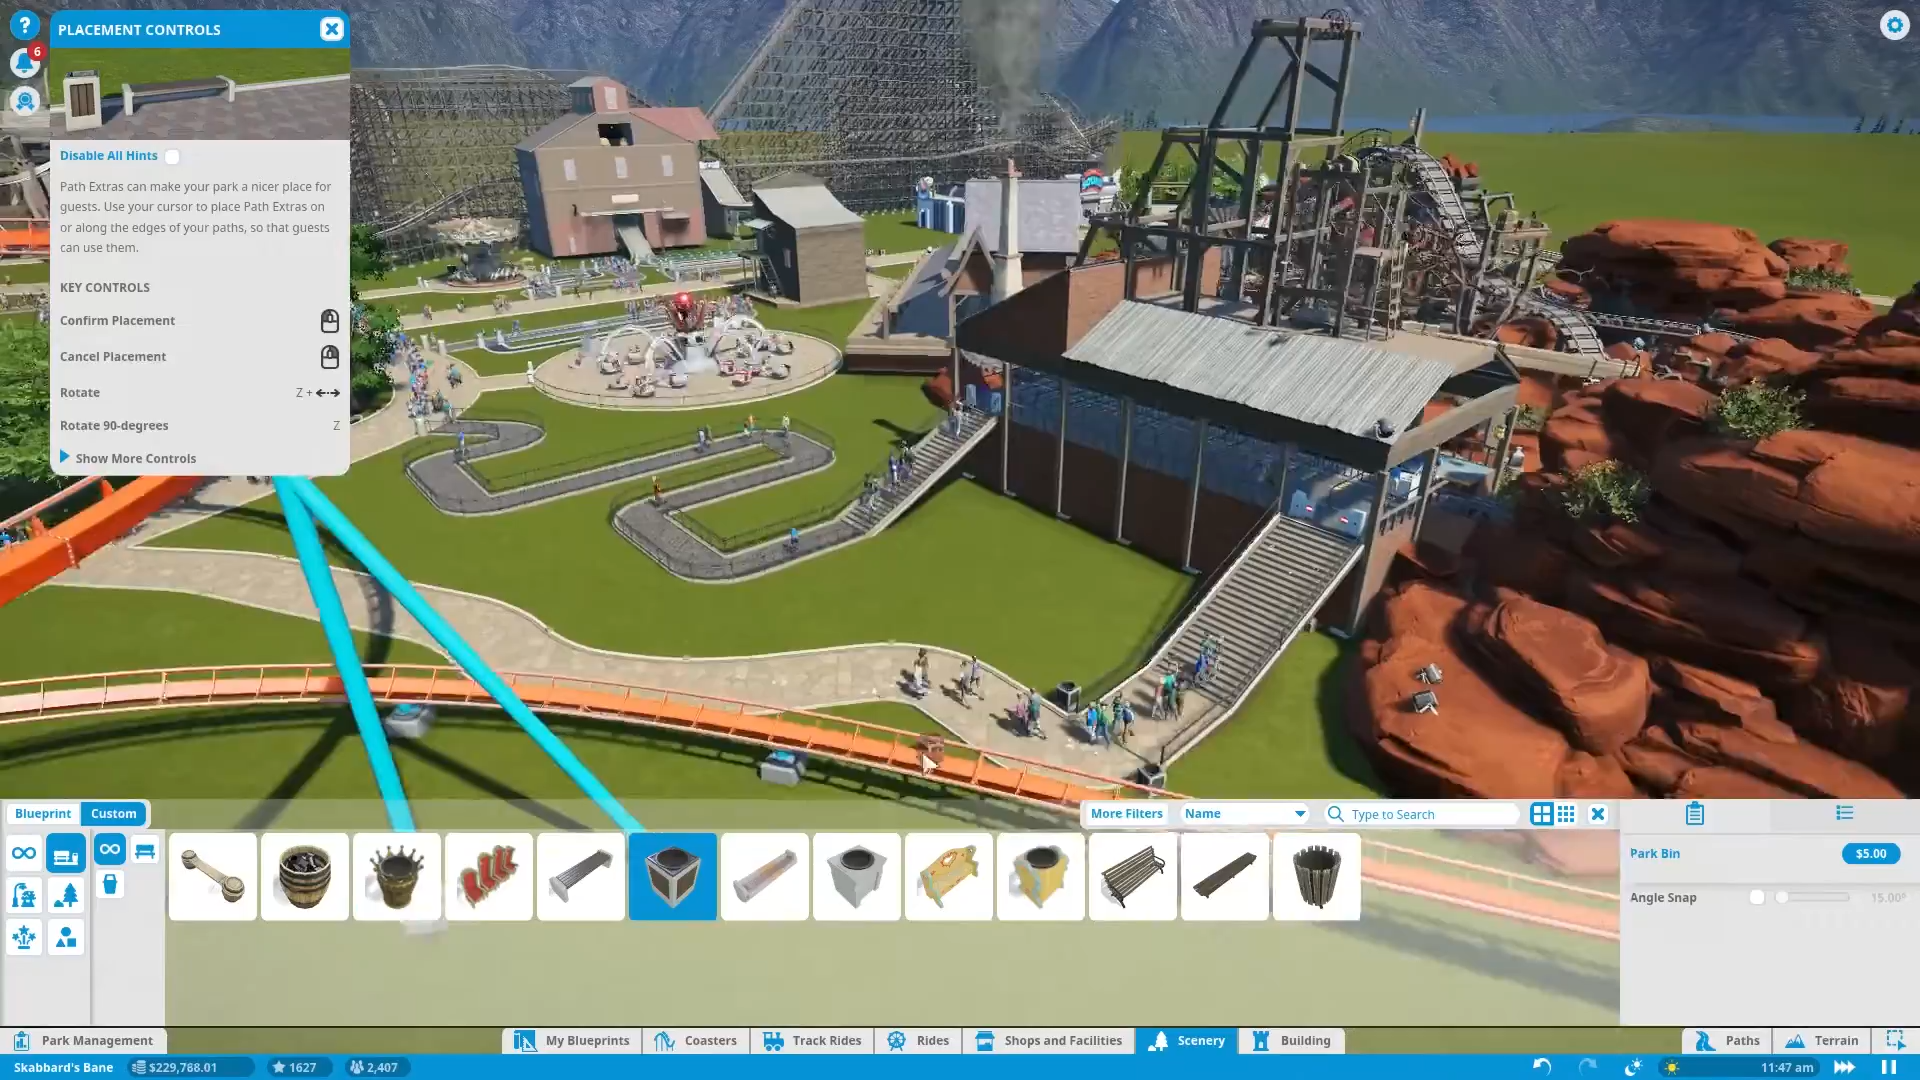 ?
PLACEMENT CONTROLS
6
Disable All Hints
Path Extras can make your park a nicer place for
guests. Use your cursor to place Path Extras on
or along the edges of your paths, so that guests
can use them.
KEY CONTROLS
Confirm Placement
Cancel Placement
Rotate Z +
Rotate 90-degrees Z
Show More Controls
Blueprint Custom
More Filters Name Type to Search
Park Bin $5.00
Angle Snap 15.00°
Park Management My Blueprints Coasters Track Rides Rides Shops and Facilities Scenery Building Paths Terrain
Skabbard's Bane $229,768.01 1627 2,407 11:47 am